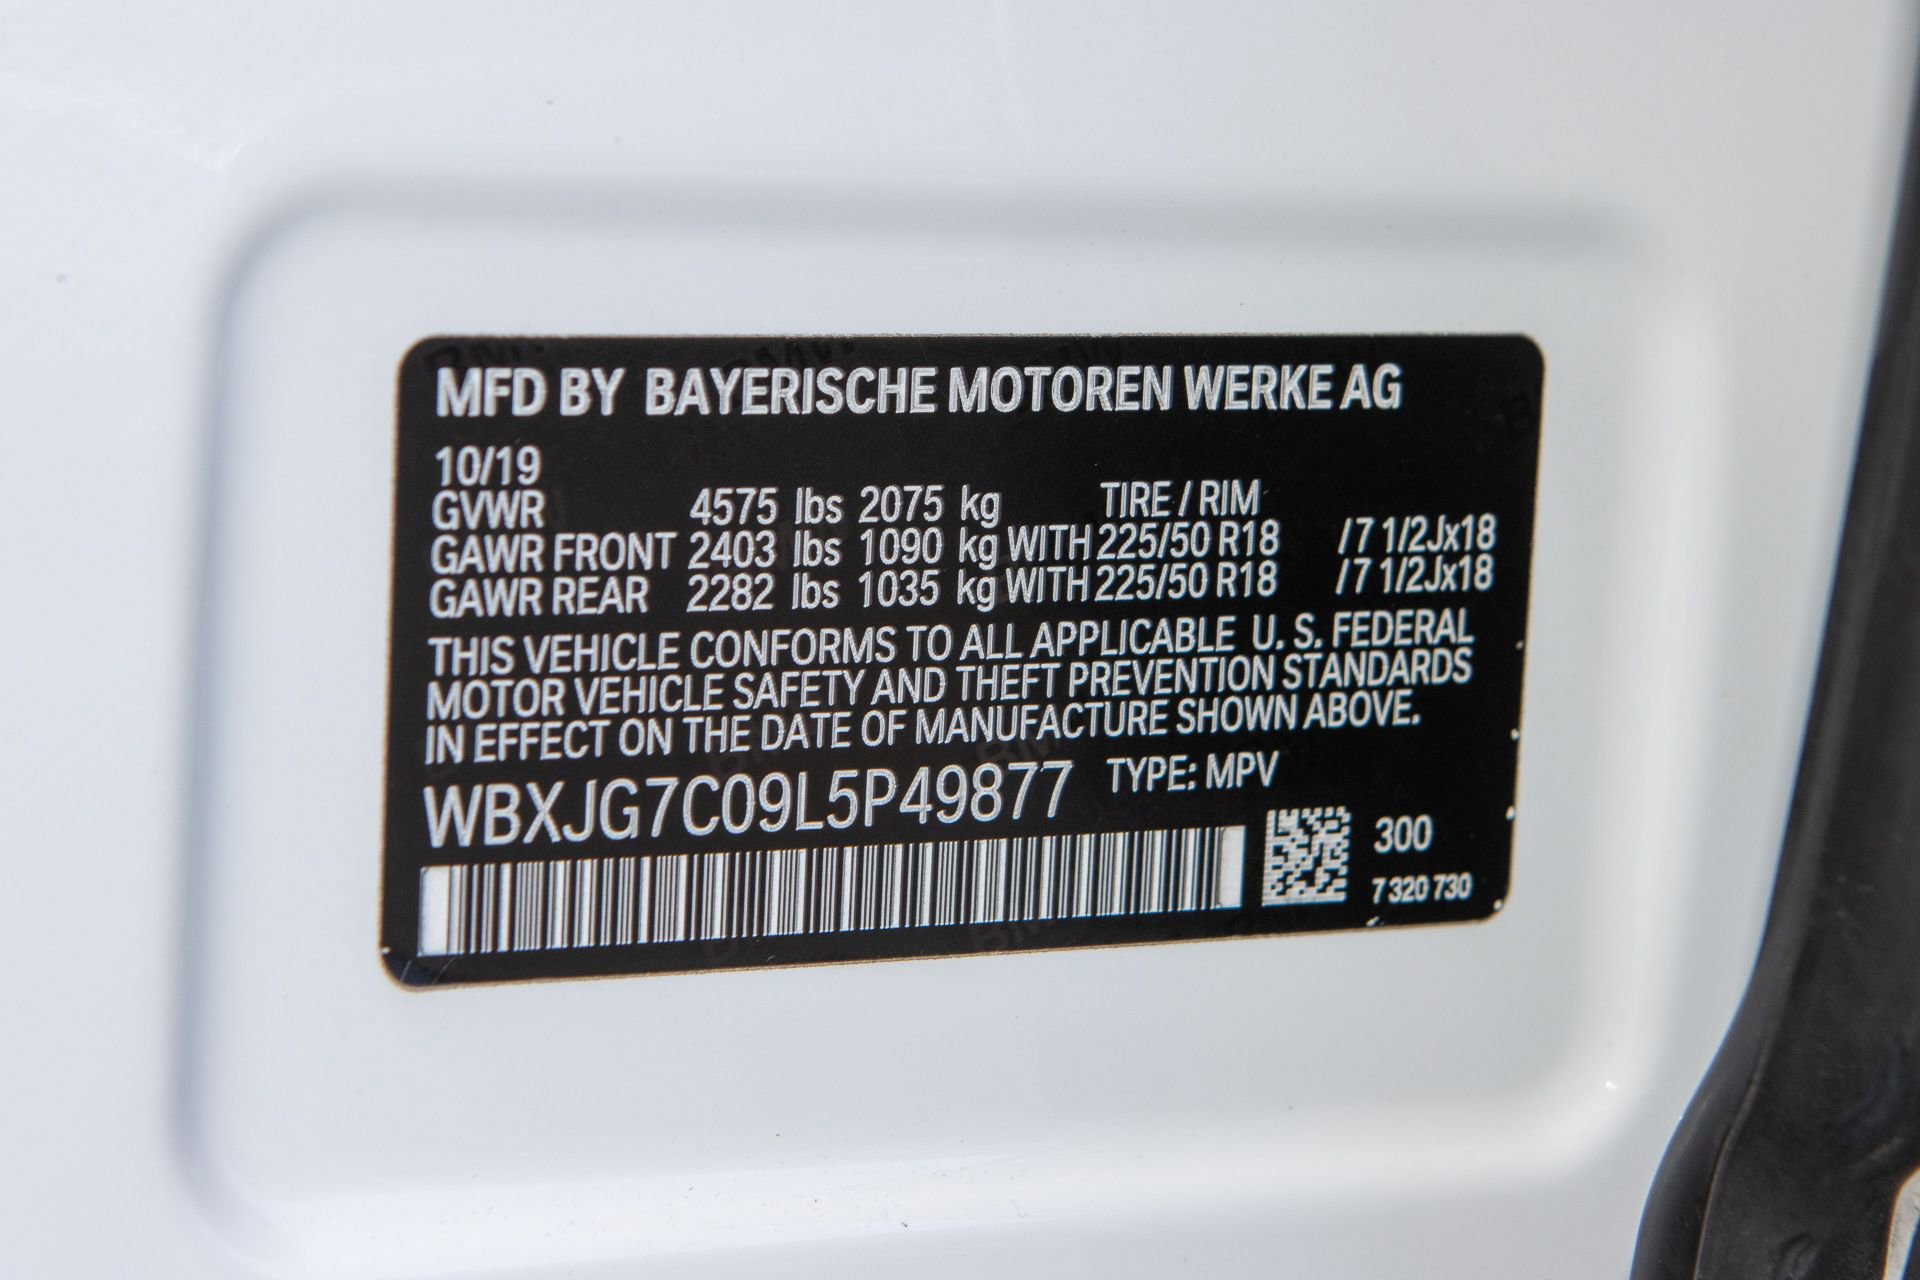 MFD BY BAYERISCHE MOTOREN WERKE AG
10/19
GVWR 4575 lbs 2075 kg TIRE / RIM
GAWR FRONT 2403 lbs 1090 kg WITH 225/50 R18 /7 1/2Jx18
GAWR REAR 2282 lbs 1035 kg WITH 225/50 R18 /7 1/2Jx18
THIS VEHICLE CONFORMS TO ALL APPLICABLE U. S. FEDERAL
MOTOR VEHICLE SAFETY AND THEFT PREVENTION STANDARDS
IN EFFECT ON THE DATE OF MANUFACTURE SHOWN ABOVE.
WBXJG7C09L5P49877 TYPE: MPV
300
7 320 730